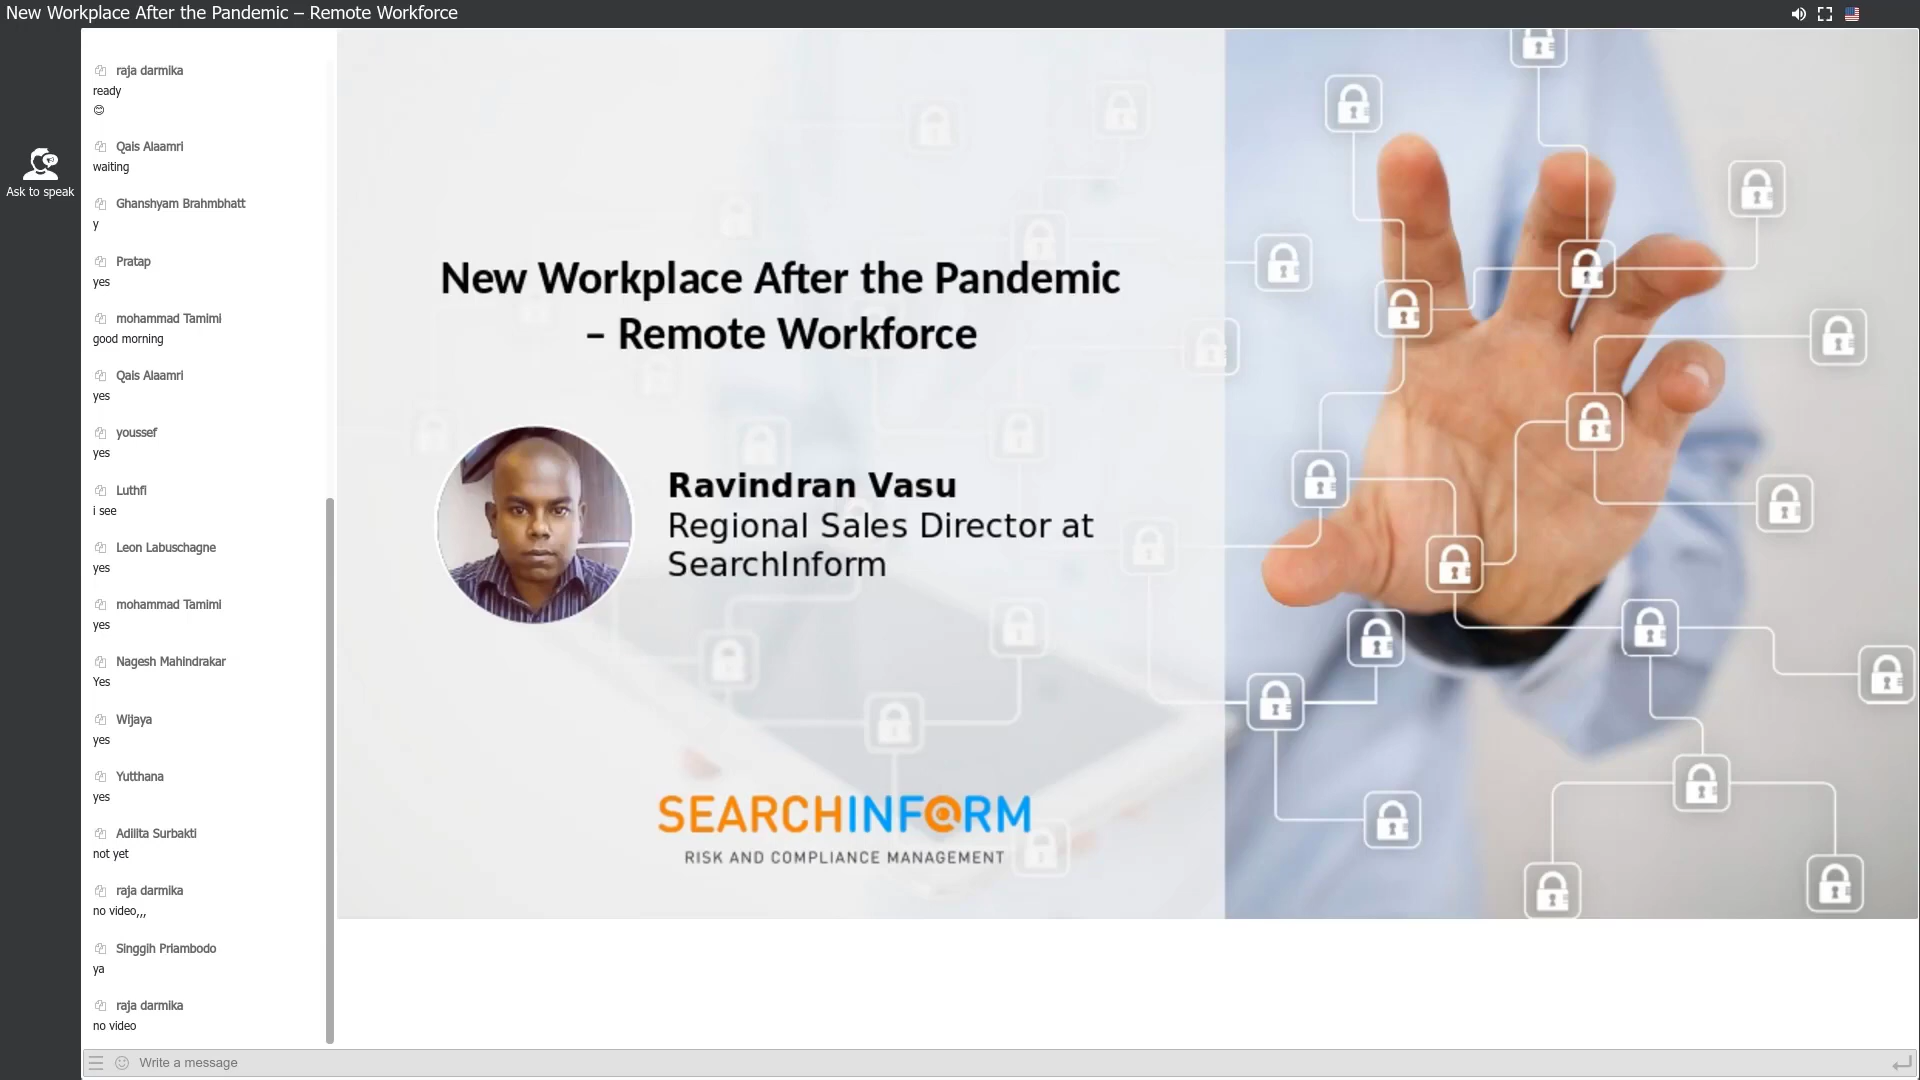 New Workplace After the Pandemic – Remote Workforce
Ask to speak
raja darmika
ready
😊
Qais Alaamri
waiting
Ghanshyam Brahmbhatt
y
Pratap
yes
mohammad Tamimi
good morning
Qais Alaamri
yes
youssef
yes
Luthfi
i see
Leon Labuschagne
yes
mohammad Tamimi
yes
Nagesh Mahindrakar
Yes
Wijaya
yes
Yutthana
yes
Adilita Surbakti
not yet
raja darmika
no video,,,
Singgih Priambodo
ya
raja darmika
no video
Write a message
New Workplace After the Pandemic
– Remote Workforce
Ravindran Vasu
Regional Sales Director at
SearchInform
SEARCHINF@RM
RISK AND COMPLIANCE MANAGEMENT